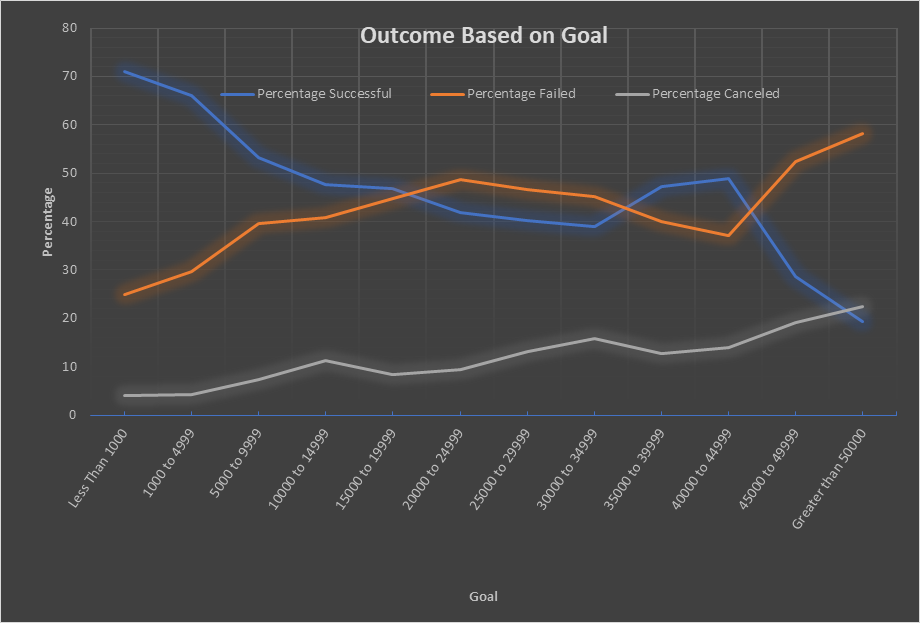 Outcome Based on Goal
Percentage Successful
Percentage Failed
Percentage Canceled
Percentage
80
70
60
50
40
30
20
10
0
Less Than 1000
1000 to 4999
5000 to 9999
10000 to 14999
15000 to 19999
20000 to 24999
25000 to 29999
30000 to 34999
35000 to 39999
40000 to 44999
45000 to 49999
Greater than 50000
Goal